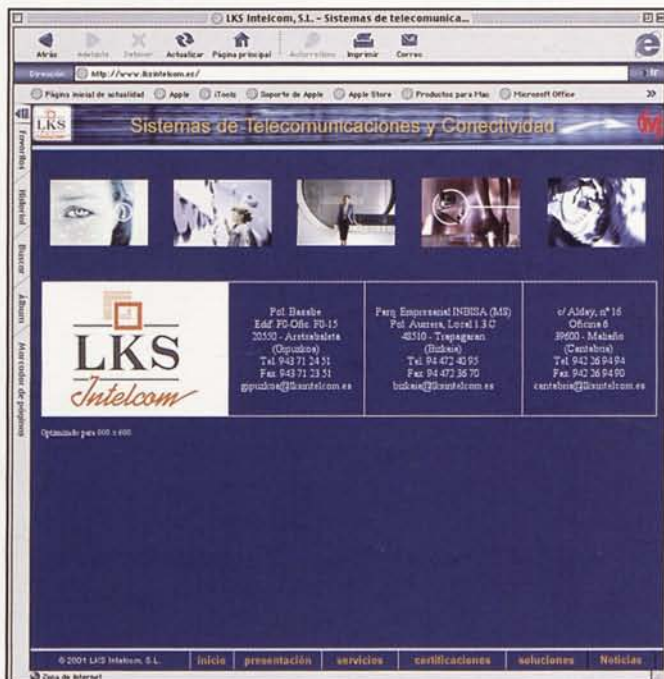 LKS Intelcom, S.L. - Sistemas de telecomunica...
Atrás Adelante Detener Actualizar Página principal Autorrelleno Imprimir Correo
Dirección http://www.lksintelcom.es/ Ir
Página inicial de actualidad Apple iTools Soporte de Apple Apple Store Productos para Mac Microsoft Office
LKS Sistemas de Telecomunicaciones y Conectividad
Favoritos
Historial
Buscar
Álbum
Marcador de páginas
LKS
Intelcom
Pol. Basabe
Edif. F0-Ofic. F0-15
20550 - Aretxabaleta
(Gipuzkoa)
Tel. 943 71 24 51
Fax. 943 71 23 51
gipuzkoa@lksintelcom.es
Parq. Empresarial INBISA (MS)
Pol. Aurrera, Local 1.3.C
48510 - Trapagaran
(Bizkaia)
Tel. 94 472 40 95
Fax. 94 472 36 70
bizkaia@lksintelcom.es
c/ Alday, nº 16
Oficina 6
39600 - Maliaño
(Cantabria)
Tel. 942 26 94 94
Fax. 942 26 94 90
cantabria@lksintelcom.es
Optimizado para 800 x 600
© 2001 LKS Intelcom, S.L. inicio presentación servicios certificaciones soluciones Noticias
Zona de Internet